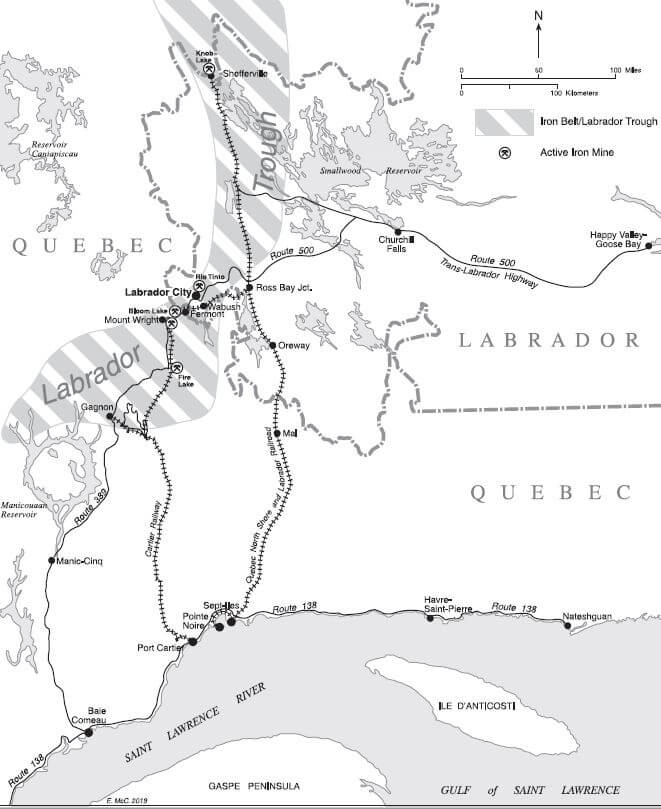 N
0 50 100 Miles
0 100 Kilometers
Iron Belt/Labrador Trough
Active Iron Mine
Knob
Lake
Schefferville
Reservoir
Caniapiscau
Trough
Smallwood Reservoir
QUEBEC
Churchill
Falls
Happy Valley-
Goose Bay
Route 500
Route 500
Trans-Labrador Highway
Rio Tinto
Labrador City
Ross Bay Jct.
Wabush
Bloom Lake
Fermont
Mount Wright
Oreway
LABRADOR
Fire
Lake
Labrador
Gagnon
Mai
Manicouaan
Reservoir
Route 389
Cartier Railway
Quebec North Shore and Labrador Railroad
QUEBEC
Manic-Cinq
Sept-Iles
Pointe
Noire
Route 138
Havre-
Saint-Pierre
Route 138
Nateshguan
Port Cartier
Baie
Comeau
SAINT LAWRENCE RIVER
ILE D'ANTICOSTI
Route 138
GASPE PENINSULA
GULF of SAINT LAWRENCE
E. McC. 2019